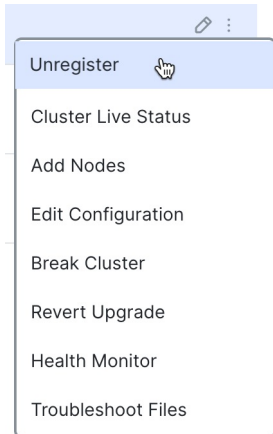 Unregister
Cluster Live Status
Add Nodes
Edit Configuration
Break Cluster
Revert Upgrade
Health Monitor
Troubleshoot Files